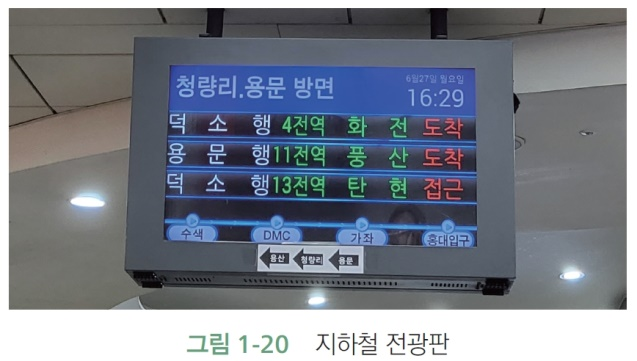 청량리.용문 방면
6월27일 월요일
16:29
덕 소 행 4전역 화 전 도착
용 문 행 11전역 풍 산 도착
덕 소 행 13전역 탄 현 접근
수색 DMC 가좌 홍대입구
용산 청량리 용문
그림 1-20 지하철 전광판